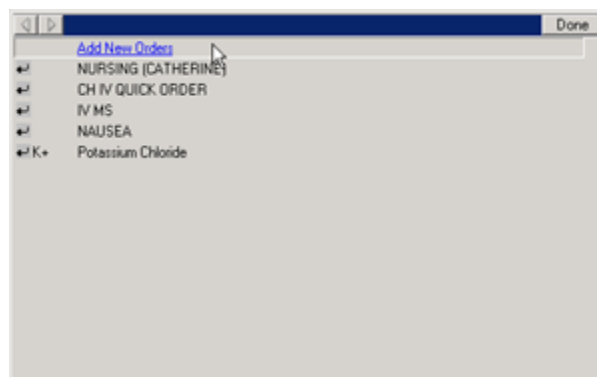 Done
Add New Orders
NURSING (CATHERINE)
CH IV QUICK ORDER
IV MS
NAUSEA
K+ Potassium Chloride